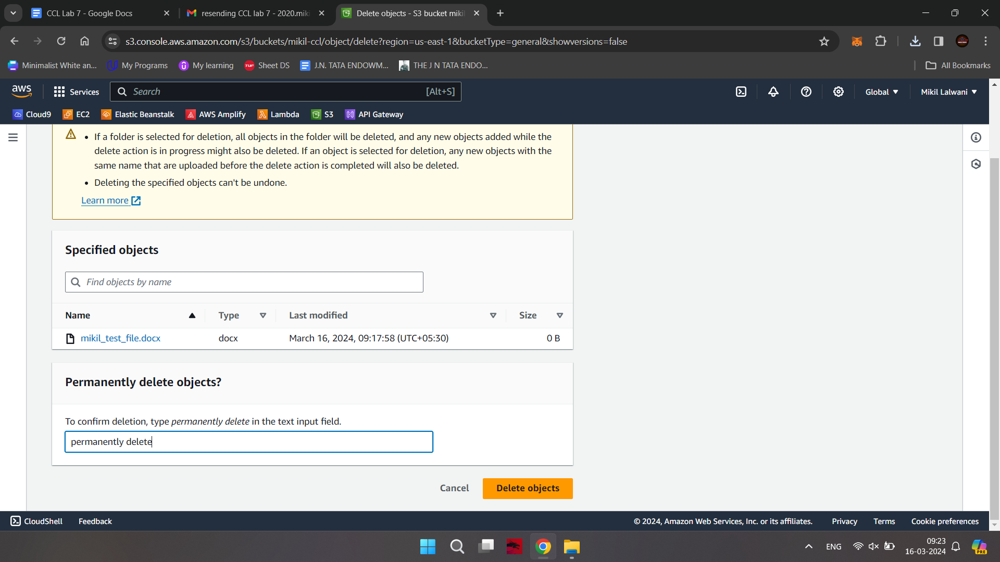 CCL Lab 7 - Google Docs
resending CCL lab 7 - 2020.miki
Delete objects - S3 bucket mikil
s3.console.aws.amazon.com/s3/buckets/mikil-ccl/object/delete?region=us-east-1&bucketType=general&showversions=false
Minimalist White an...
My Programs
My learning
TUF Sheet DS
J.N. TATA ENDOWM...
THE J N TATA ENDO...
All Bookmarks
aws
Services
Search
[Alt+S]
Global
Mikil Lalwani
Cloud9
EC2
Elastic Beanstalk
AWS Amplify
Lambda
S3
API Gateway
• If a folder is selected for deletion, all objects in the folder will be deleted, and any new objects added while the
delete action is in progress might also be deleted. If an object is selected for deletion, any new objects with the
same name that are uploaded before the delete action is completed will also be deleted.
• Deleting the specified objects can't be undone.
Learn more
Specified objects
Find objects by name
Name Type Last modified Size
mikil_test_file.docx docx March 16, 2024, 09:17:58 (UTC+05:30) 0 B
Permanently delete objects?
To confirm deletion, type permanently delete in the text input field.
permanently delete
Cancel
Delete objects
CloudShell
Feedback
© 2024, Amazon Web Services, Inc. or its affiliates.
Privacy
Terms
Cookie preferences
ENG
09:23
16-03-2024
PRE